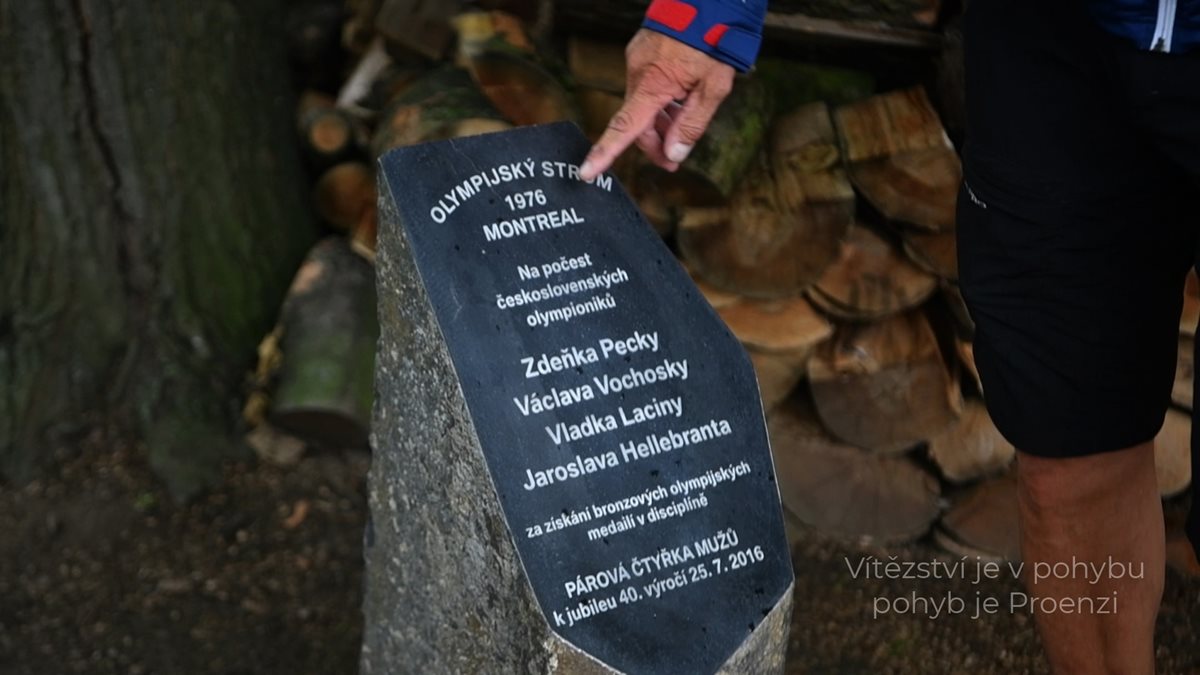 OLYMPIJSKÝ STROM
1976
MONTREAL
Na počest
československých
olympioniků
Zdeňka Pecky
Václava Vochosky
Vladka Laciny
Jaroslava Hellebranta
za získání bronzových olympijských
medailí v disciplíně
PÁROVÁ ČTYŘKA MUŽŮ
k jubileu 40. výročí 25. 7. 2016
Vítězství je v pohybu
pohyb je Proenzi